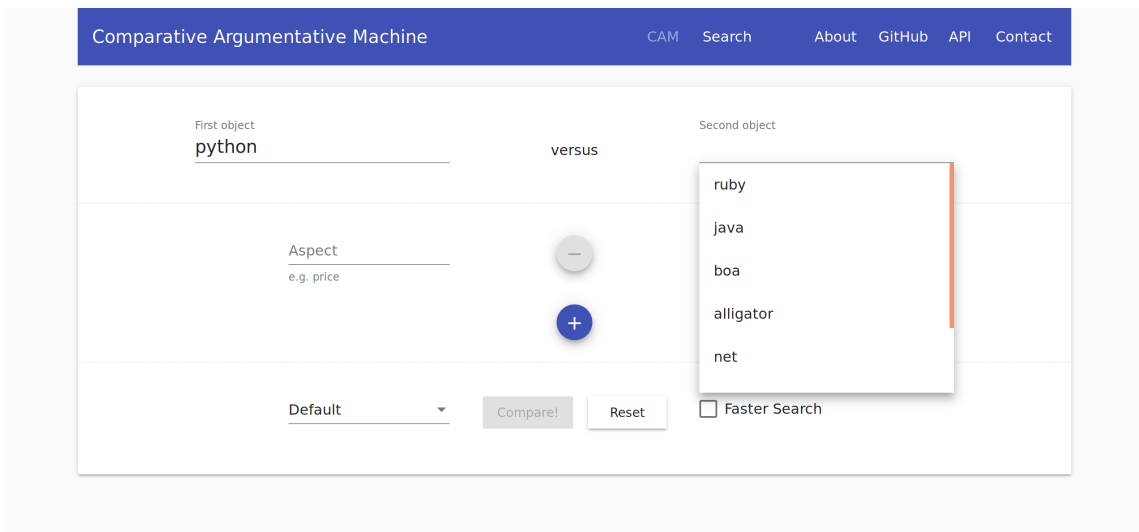 Comparative Argumentative Machine CAM Search About GitHub API Contact
First object Second object
python versus
ruby
java
Aspect boa
e.g. price
alligator
net
Default Compare! Reset Faster Search